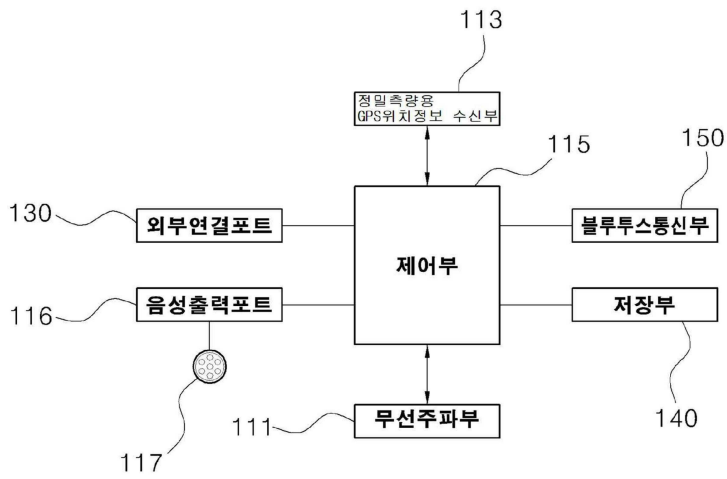 113
정밀측량용
GPS위치정보 수신부
115
150
130
외부연결포트
블루투스통신부
제어부
116
음성출력포트
저장부
117
111
무선주파부
140